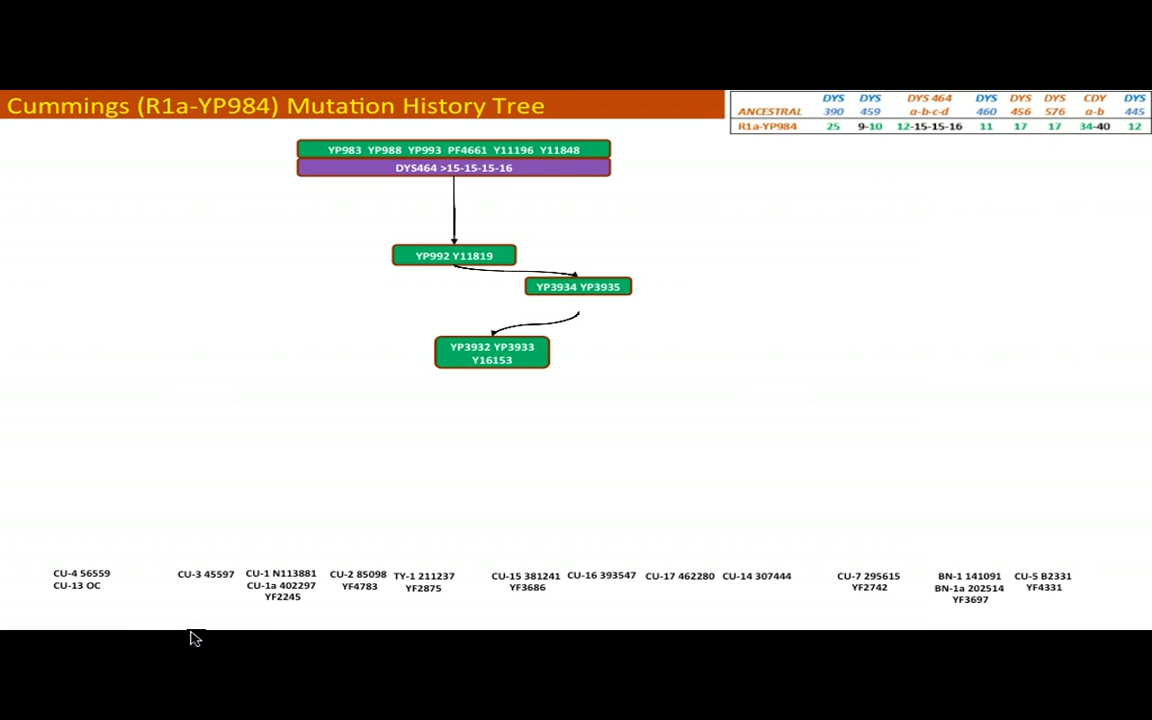 Cummings (R1a-YP984) Mutation History Tree
DYS DYS DYS 464 DYS DYS DYS CDY DYS
ANCESTRAL 390 459 a-b-c-d 460 456 576 a-b 445
R1a-YP984 25 9-10 12-15-15-16 11 17 17 34-40 12
YP983 YP988 YP993 PF4661 Y11196 Y11848
DYS464 >15-15-15-16
YP992 Y11819
YP3934 YP3935
YP3932 YP3933
Y16153
CU-4 56559
CU-13 OC
CU-3 45597
CU-1 N113881
CU-1a 402297
YF2245
CU-2 85098
YF4783
TY-1 211237
YF2875
CU-15 381241
YF3686
CU-16 393547
CU-17 462280
CU-14 307444
CU-7 295615
YF2742
BN-1 141091
BN-1a 202514
YF3697
CU-5 B2331
YF4331